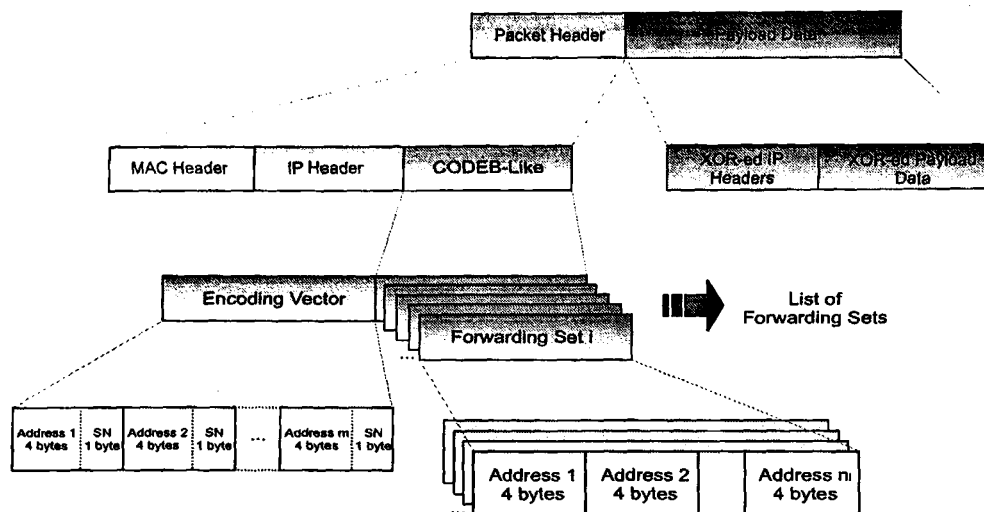 Packet Header Payload Data
MAC Header IP Header CODEB-Like
XOR-ed IP Headers
XOR-ed Payload Data
Encoding Vector
Forwarding Set i
...
List of
Forwarding Sets
Address 1
4 bytes
SN
1 byte
Address 2
4 bytes
SN
1 byte
...
Address m
4 bytes
SN
1 byte
Address 1
4 bytes
Address 2
4 bytes
Address ni
4 bytes
...